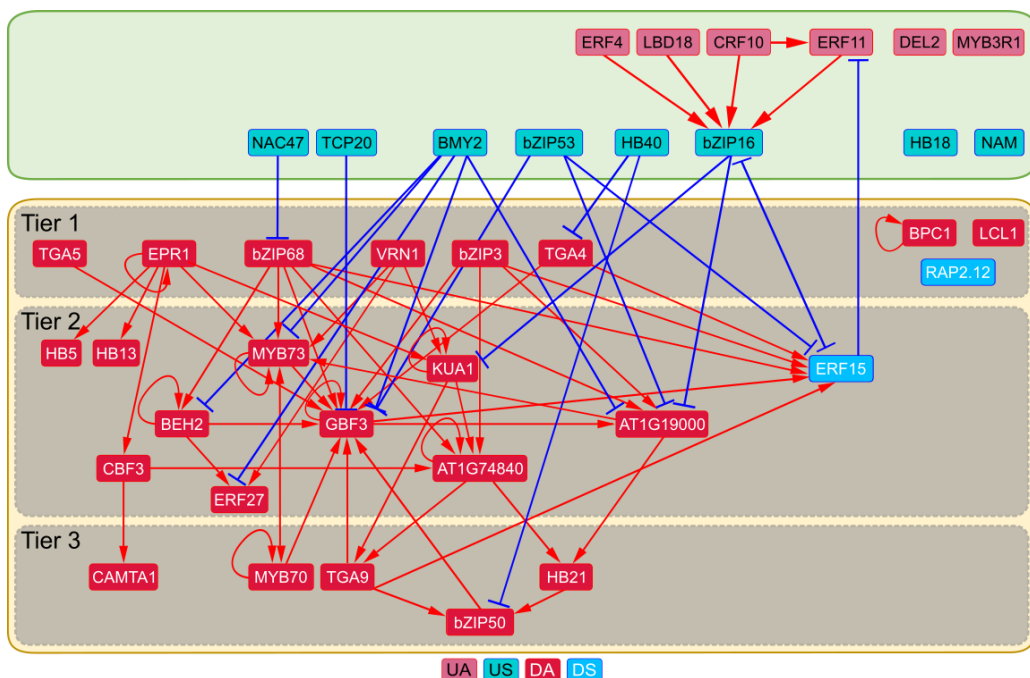 ERF4 LBD18 CRF10 ERF11 DEL2 MYB3R1
NAC47 TCP20 BMY2 bZIP53 HB40 bZIP16 HB18 NAM
Tier 1
TGA5 EPR1 bZIP68 VRN1 bZIP3 TGA4 BPC1 LCL1
RAP2.12
Tier 2
HB5 HB13 MYB73 KUA1 ERF15
BEH2 GBF3 AT1G19000
CBF3 AT1G74840
ERF27
Tier 3
CAMTA1 MYB70 TGA9 HB21
bZIP50
UA US DA DS